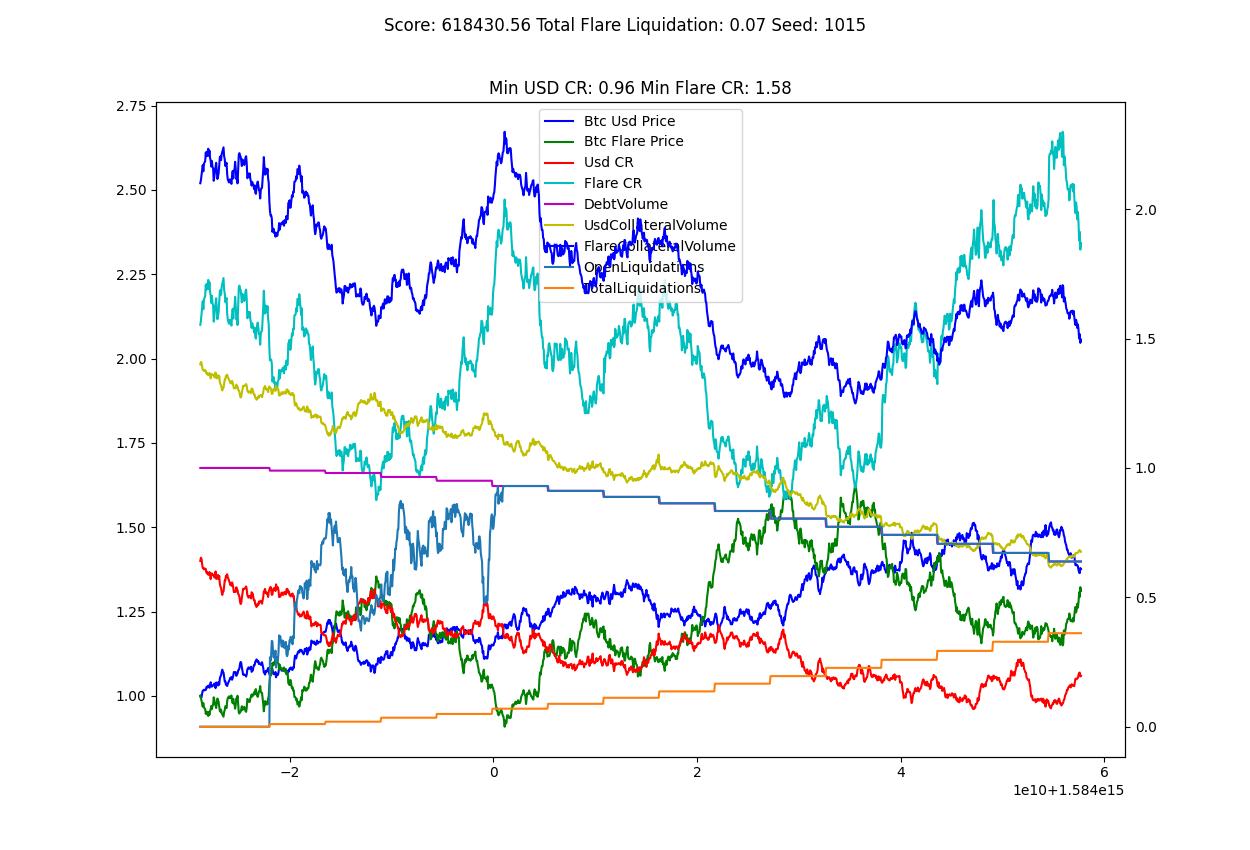 Score: 618430.56 Total Flare Liquidation: 0.07 Seed: 1015
Min USD CR: 0.96 Min Flare CR: 1.58
Btc Usd Price
Btc Flare Price
Usd CR
Flare CR
DebtVolume
UsdCollateralVolume
FlareCollateralVolume
OpenLiquidations
TotalLiquidations
2.75
2.50
2.25
2.00
1.75
1.50
1.25
1.00
2.0
1.5
1.0
0.5
0.0
−2
0
2
4
6
1e10+1.584e15